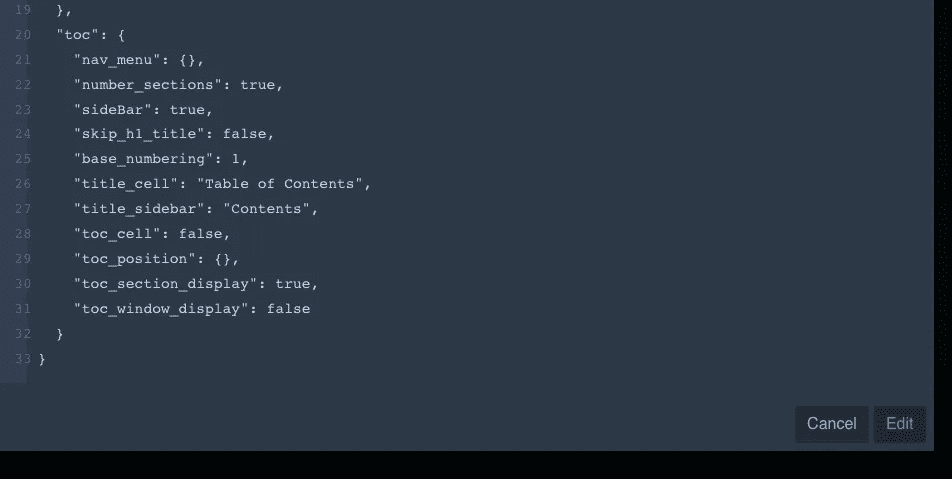 19 },
20 "toc": {
21 "nav_menu": {},
22 "number_sections": true,
23 "sideBar": true,
24 "skip_h1_title": false,
25 "base_numbering": 1,
26 "title_cell": "Table of Contents",
27 "title_sidebar": "Contents",
28 "toc_cell": false,
29 "toc_position": {},
30 "toc_section_display": true,
31 "toc_window_display": false
32 }
33 }
Cancel Edit